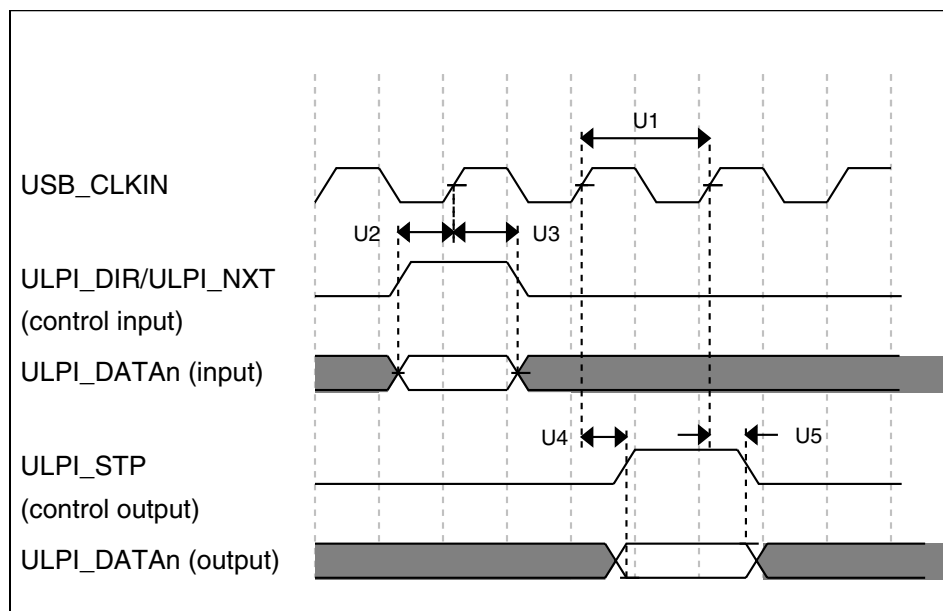 U1
USB_CLKIN
U2
U3
ULPI_DIR/ULPI_NXT
(control input)
ULPI_DATAn (input)
U4
U5
ULPI_STP
(control output)
ULPI_DATAn (output)